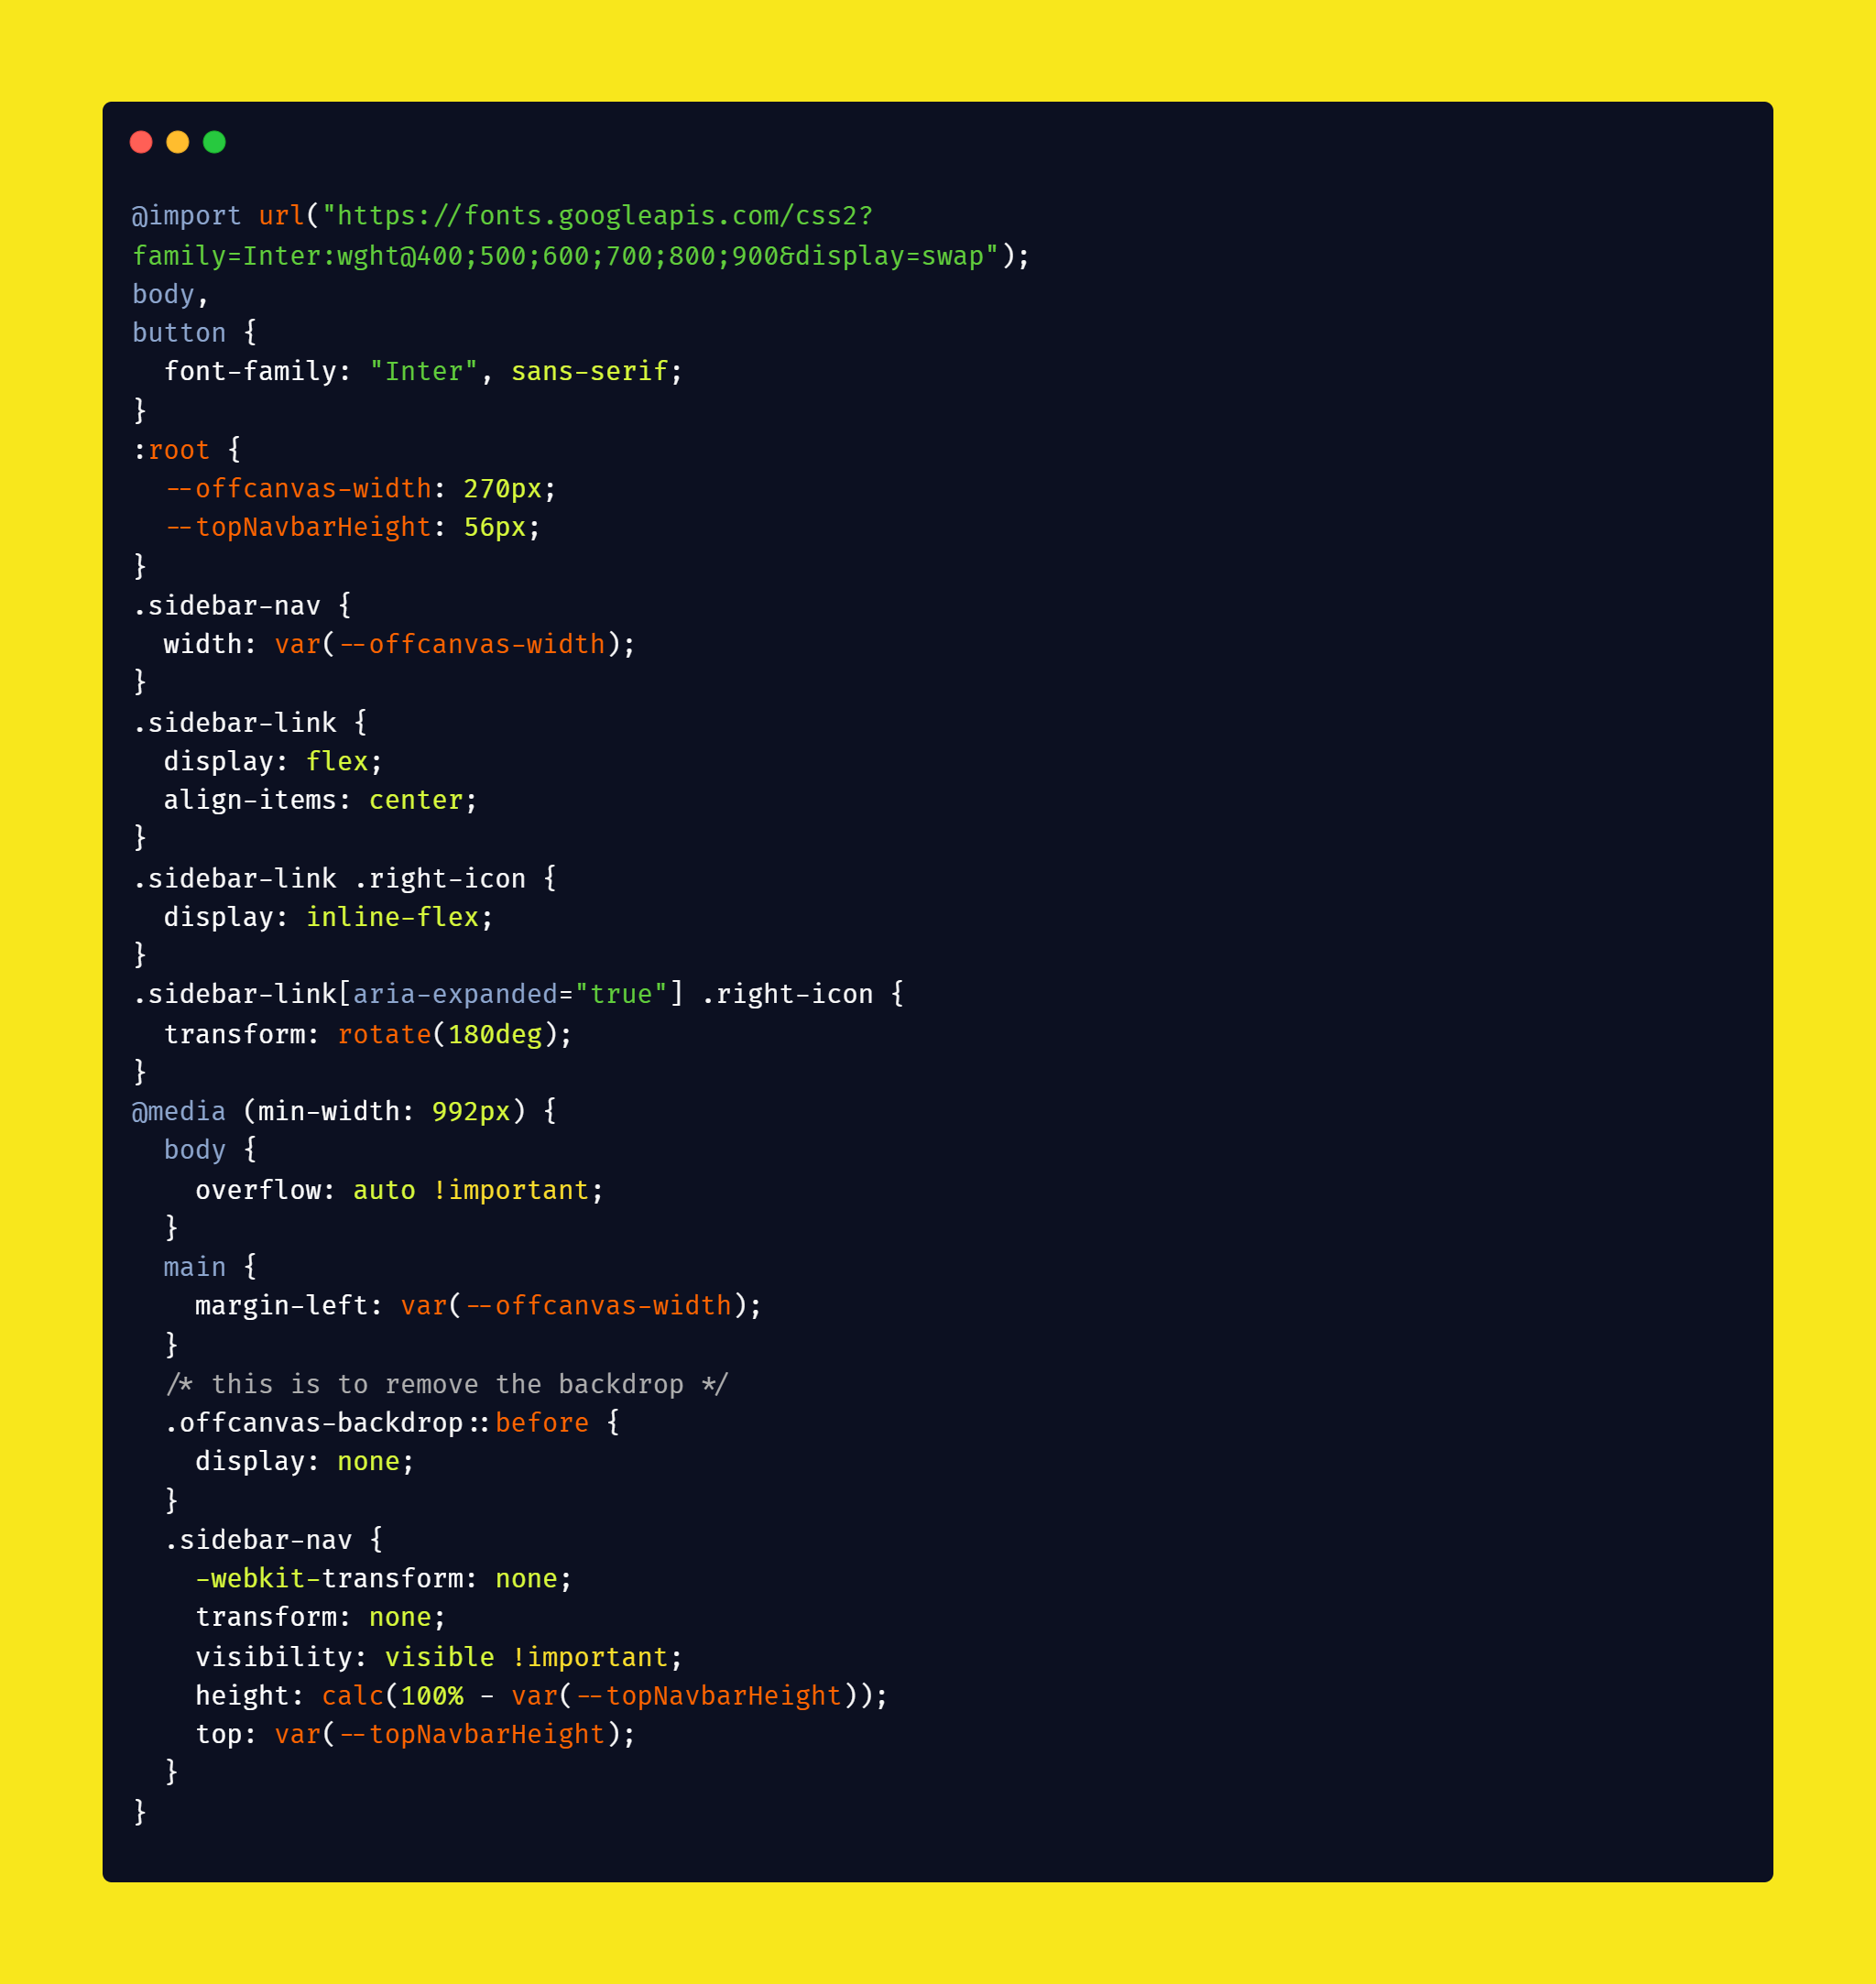 @import url("https://fonts.googleapis.com/css2?
family=Inter:wght@400;500;600;700;800;900&display=swap");
body,
button {
  font-family: "Inter", sans-serif;
}
:root {
  --offcanvas-width: 270px;
  --topNavbarHeight: 56px;
}
.sidebar-nav {
  width: var(--offcanvas-width);
}
.sidebar-link {
  display: flex;
  align-items: center;
}
.sidebar-link .right-icon {
  display: inline-flex;
}
.sidebar-link[aria-expanded="true"] .right-icon {
  transform: rotate(180deg);
}
@media (min-width: 992px) {
  body {
    overflow: auto !important;
  }
  main {
    margin-left: var(--offcanvas-width);
  }
  /* this is to remove the backdrop */
  .offcanvas-backdrop::before {
    display: none;
  }
  .sidebar-nav {
    -webkit-transform: none;
    transform: none;
    visibility: visible !important;
    height: calc(100% - var(--topNavbarHeight));
    top: var(--topNavbarHeight);
  }
}